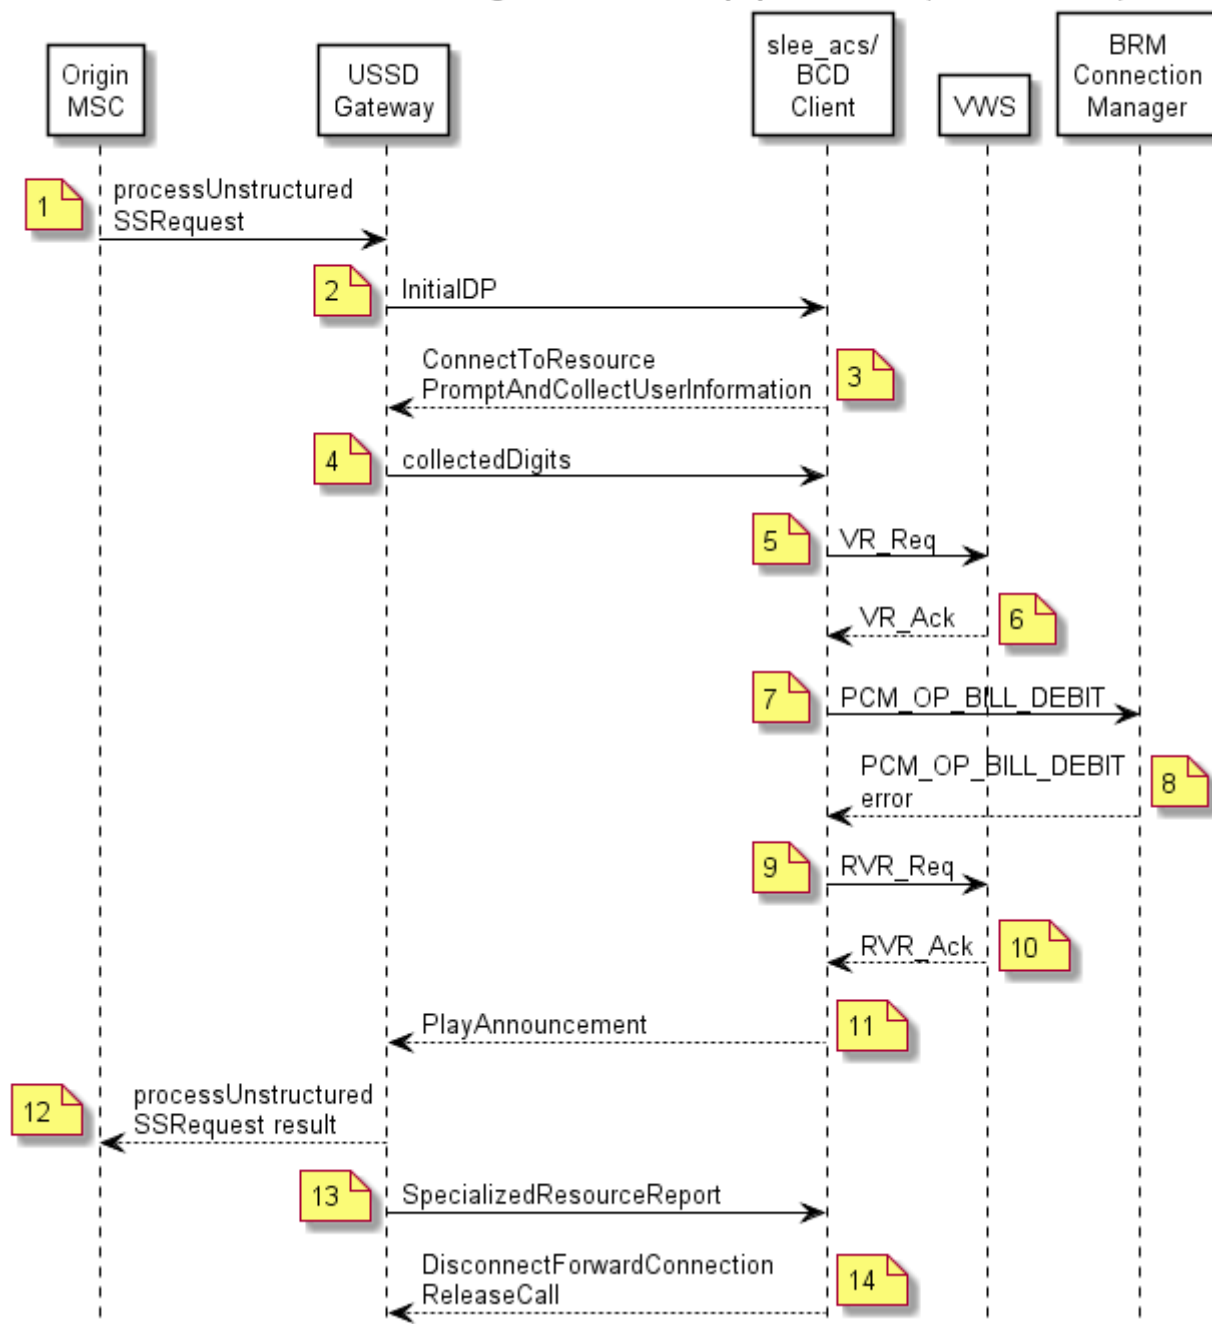 Origin
MSC
USSD
Gateway
slee_acs/
BCD
Client
VWS
BRM
Connection
Manager
1
processUnstructured
SSRequest
2
InitialDP
ConnectToResource
PromptAndCollectUserInformation
3
4
collectedDigits
5
VR_Req
VR_Ack
6
7
PCM_OP_BILL_DEBIT
PCM_OP_BILL_DEBIT
error
8
9
RVR_Req
RVR_Ack
10
PlayAnnouncement
11
12
processUnstructured
SSRequest result
13
SpecializedResourceReport
DisconnectForwardConnection
ReleaseCall
14